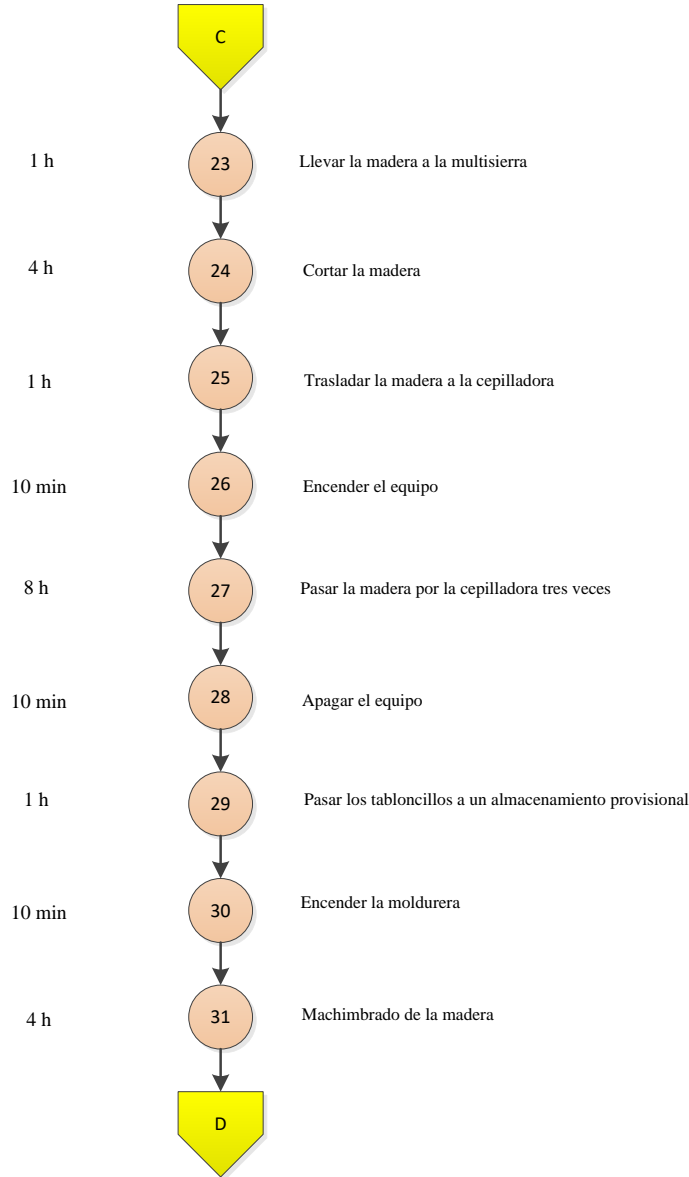 C
1 h 23 Llevar la madera a la multisierra
4 h 24 Cortar la madera
1 h 25 Trasladar la madera a la cepilladora
10 min 26 Encender el equipo
8 h 27 Pasar la madera por la cepilladora tres veces
10 min 28 Apagar el equipo
1 h 29 Pasar los tabloncillos a un almacenamiento provisional
10 min 30 Encender la moldurera
4 h 31 Machimbrado de la madera
D